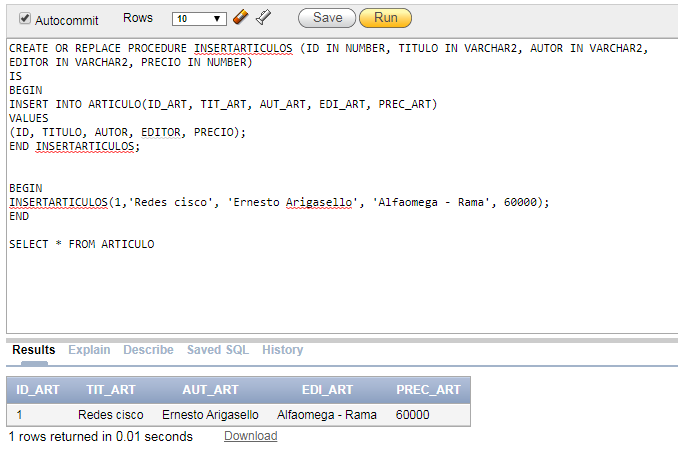 Autocommit Rows 10 Save Run
CREATE OR REPLACE PROCEDURE INSERTARTICULOS (ID IN NUMBER, TITULO IN VARCHAR2, AUTOR IN VARCHAR2,
EDITOR IN VARCHAR2, PRECIO IN NUMBER)
IS
BEGIN
INSERT INTO ARTICULO(ID_ART, TIT_ART, AUT_ART, EDI_ART, PREC_ART)
VALUES
(ID, TITULO, AUTOR, EDITOR, PRECIO);
END INSERTARTICULOS;
BEGIN
INSERTARTICULOS(1,'Redes cisco', 'Ernesto Arigasello', 'Alfaomega - Rama', 60000);
END
SELECT * FROM ARTICULO
Results Explain Describe Saved SQL History
ID_ART TIT_ART AUT_ART EDI_ART PREC_ART
1 Redes cisco Ernesto Arigasello Alfaomega - Rama 60000
1 rows returned in 0.01 seconds Download